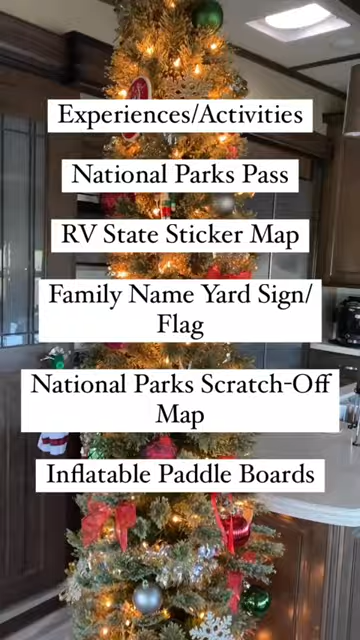 Experiences/Activities
National Parks Pass
RV State Sticker Map
Family Name Yard Sign/
Flag
National Parks Scratch-Off
Map
Inflatable Paddle Boards